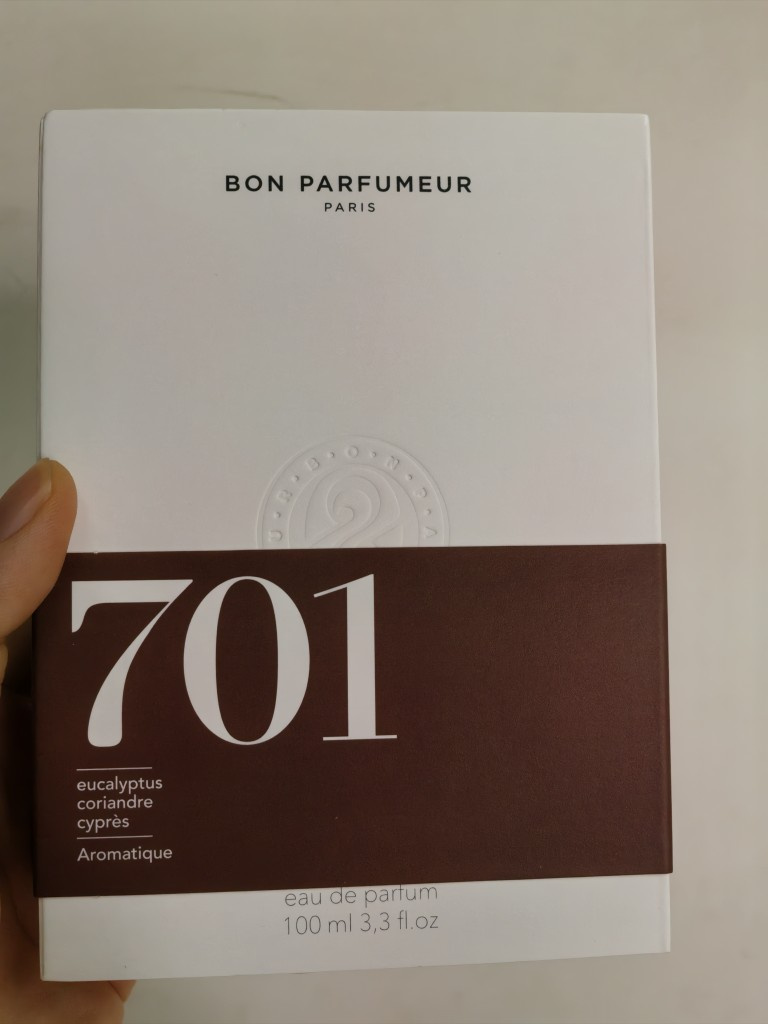 BON PARFUMEUR
PARIS
U·R·B·O·N·P·A
701
eucalyptus
coriandre
cyprès
Aromatique
eau de parfum
100 ml 3,3 fl.oz